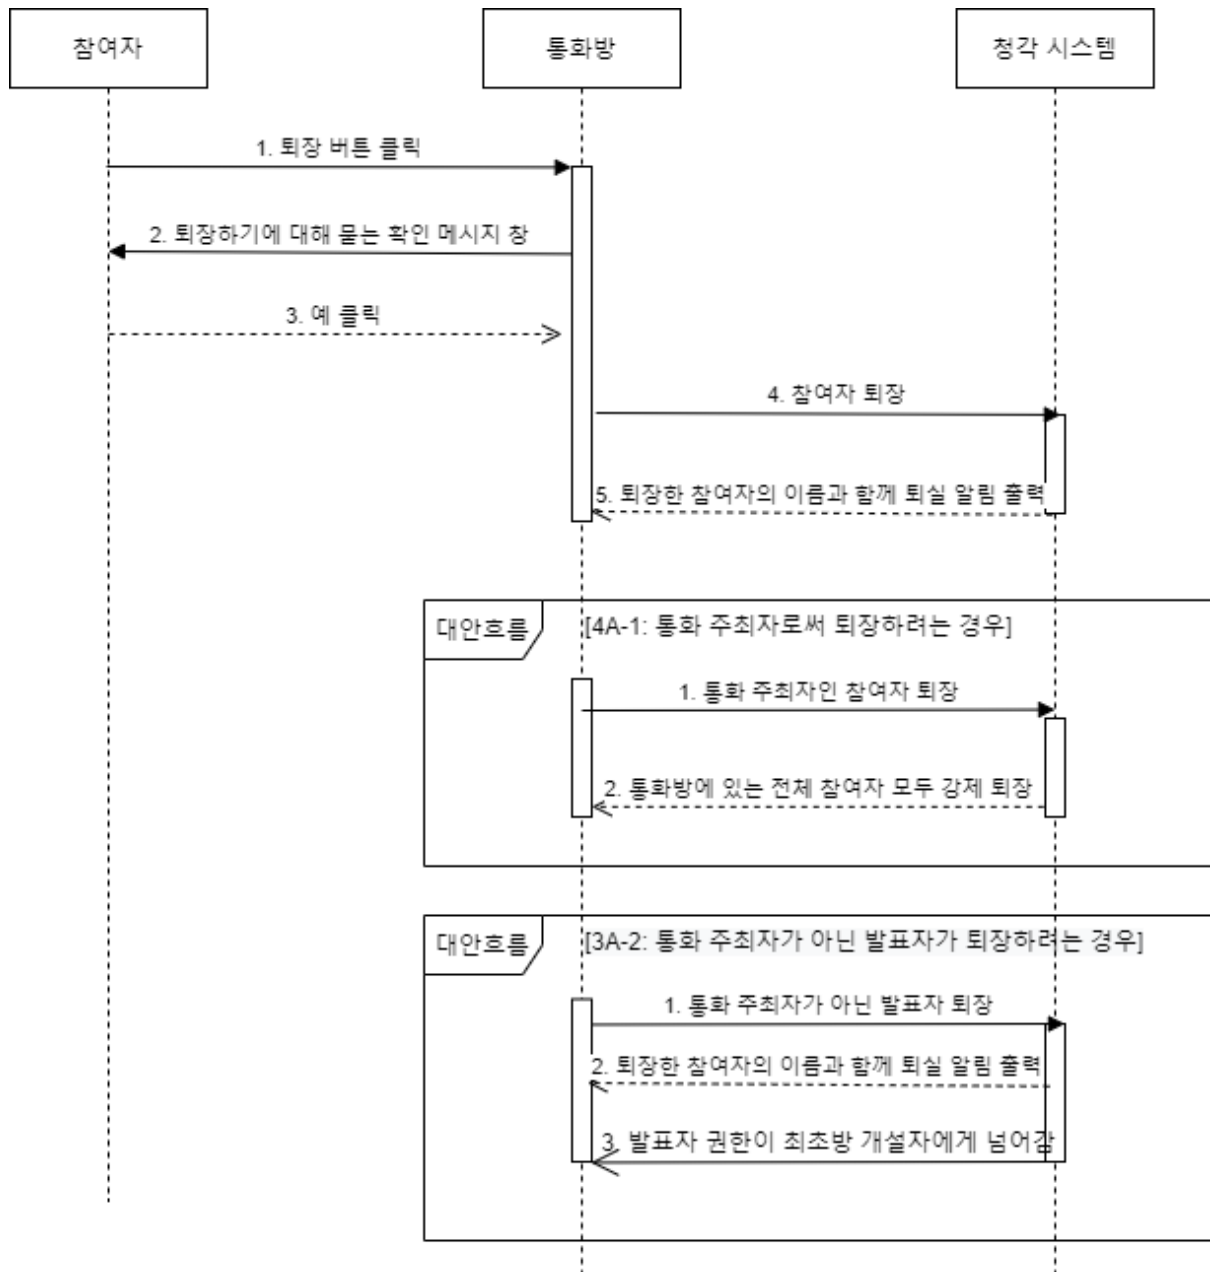 참여자
통화방
청각 시스템
1. 퇴장 버튼 클릭
2. 퇴장하기에 대해 묻는 확인 메시지 창
3. 예 클릭
4. 참여자 퇴장
5. 퇴장한 참여자의 이름과 함께 퇴실 알림 출력
대안흐름
[4A-1: 통화 주최자로써 퇴장하려는 경우]
1. 통화 주최자인 참여자 퇴장
2. 통화방에 있는 전체 참여자 모두 강제 퇴장
대안흐름
[3A-2: 통화 주최자가 아닌 발표자가 퇴장하려는 경우]
1. 통화 주최자가 아닌 발표자 퇴장
2. 퇴장한 참여자의 이름과 함께 퇴실 알림 출력
3. 발표자 권한이 최초방 개설자에게 넘어감